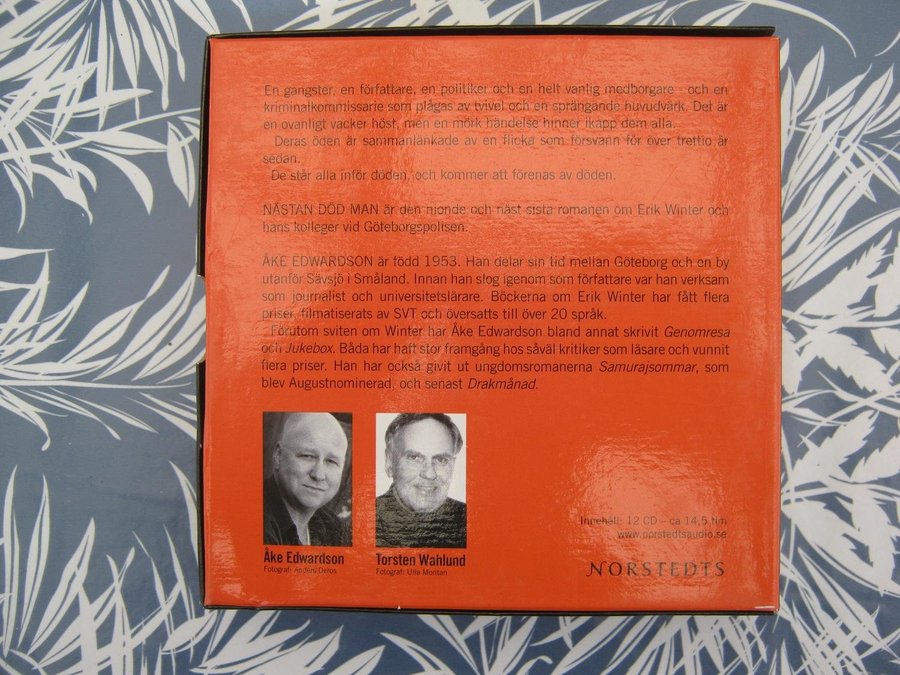 En gangster, en författare, en politiker och en helt vanlig medborgare - och en
kriminalkommissarie som plågas av tvivel och en sprängande huvudvärk. Det är
en ovanligt vacker höst, men en mörk händelse hinner ikapp dem alla.
Deras öden är sammanlänkade av en flicka som försvann för över trettio år
sedan.
De står alla inför döden, och kommer att förenas av döden.
NÄSTAN DÖD MAN är den nionde och näst sista romanen om Erik Winter och
hans kolleger vid Göteborgspolisen.
ÅKE EDWARDSON är född 1953. Han delar sin tid mellan Göteborg och en by
utanför Sävsjö i Småland. Innan han slog igenom som författare var han verksam
som journalist och universitetslärare. Böckerna om Erik Winter har fått flera
priser, filmatiserats av SVT och översatts till över 20 språk.
Förutom sviten om Winter har Åke Edwardson bland annat skrivit Genomresa
och Jukebox. Båda har haft stor framgång hos såväl kritiker som läsare och vunnit
flera priser. Han har också givit ut ungdomsromanerna Samurajsommar, som
blev Augustnominerad, och senast Drakmånad.
Åke Edwardson
Fotograf: Anders Deros
Torsten Wahlund
Fotograf: Ulla Montan
Innehåll: 12 CD – ca 14,5 tim
www.norstedtsaudio.se
NORSTEDTS